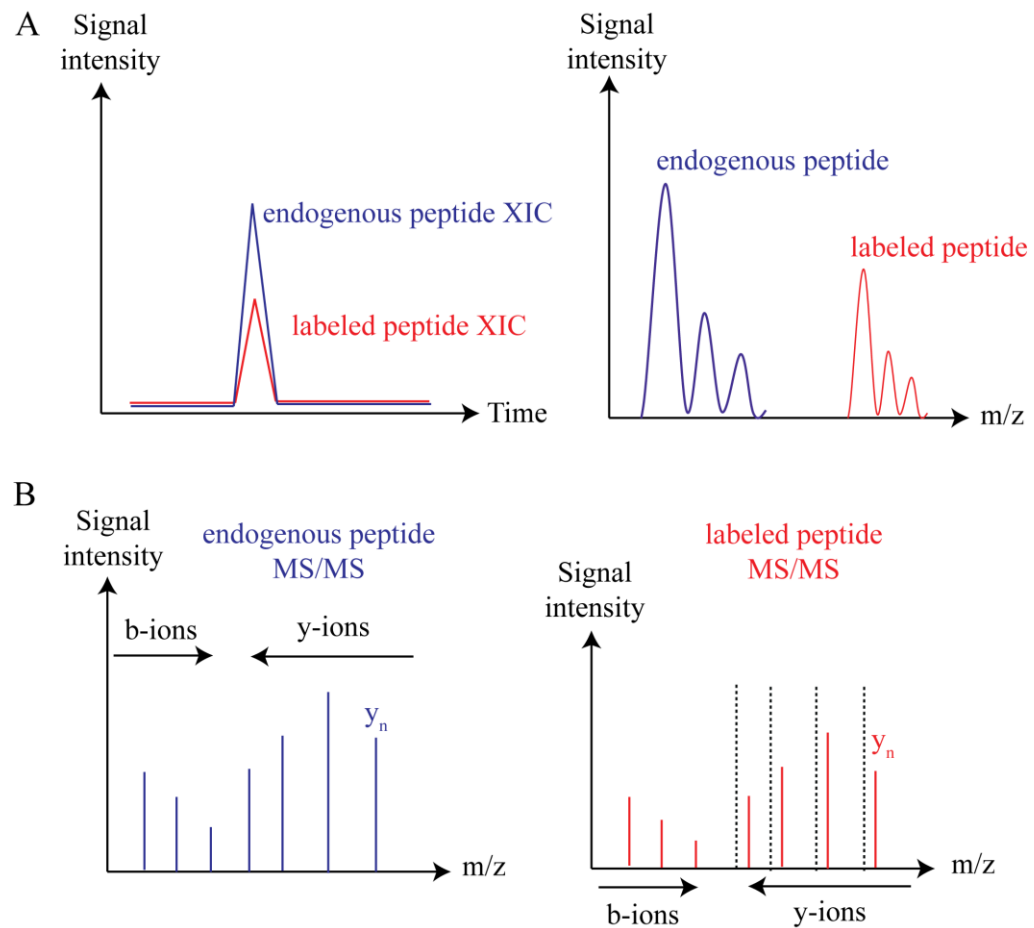 A
Signal
intensity
endogenous peptide XIC
labeled peptide XIC
Time
Signal
intensity
endogenous peptide
labeled peptide
m/z
B
Signal
intensity
endogenous peptide
MS/MS
b-ions
y-ions
yn
m/z
labeled peptide
MS/MS
Signal
intensity
yn
m/z
b-ions
y-ions